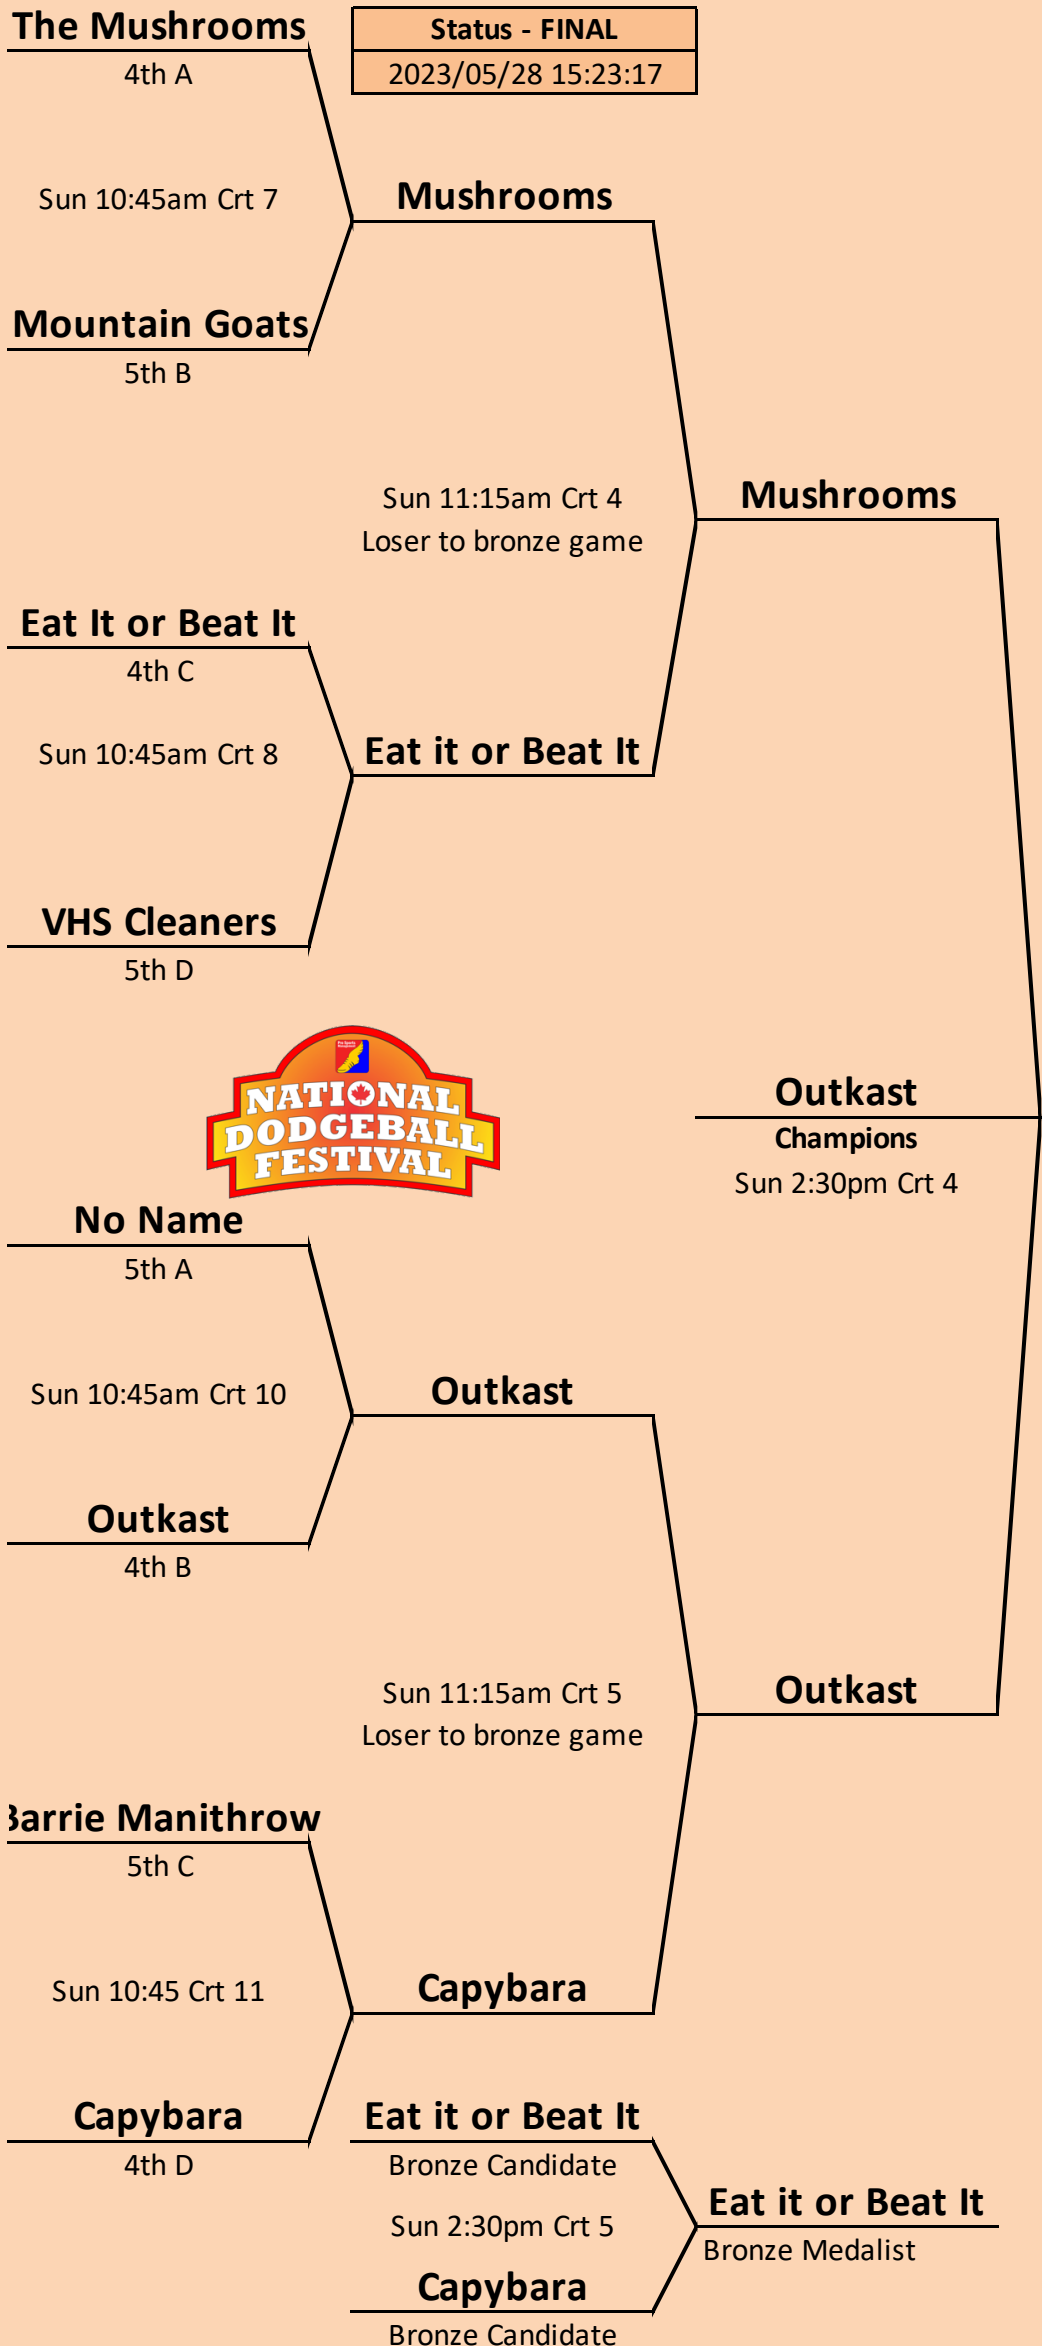 The Mushrooms
4th A
Status - FINAL
2023/05/28 15:23:17
Sun 10:45am Crt 7
Mushrooms
Mountain Goats
5th B
Sun 11:15am Crt 4
Loser to bronze game
Mushrooms
Eat It or Beat It
4th C
Sun 10:45am Crt 8
Eat it or Beat It
VHS Cleaners
5th D
NATIONAL
DODGEBALL
FESTIVAL
Outkast
Champions
Sun 2:30pm Crt 4
No Name
5th A
Sun 10:45am Crt 10
Outkast
Outkast
4th B
Sun 11:15am Crt 5
Loser to bronze game
Outkast
Barrie Manithrow
5th C
Sun 10:45 Crt 11
Capybara
Capybara
4th D
Eat it or Beat It
Bronze Candidate
Sun 2:30pm Crt 5
Eat it or Beat It
Bronze Medalist
Capybara
Bronze Candidate